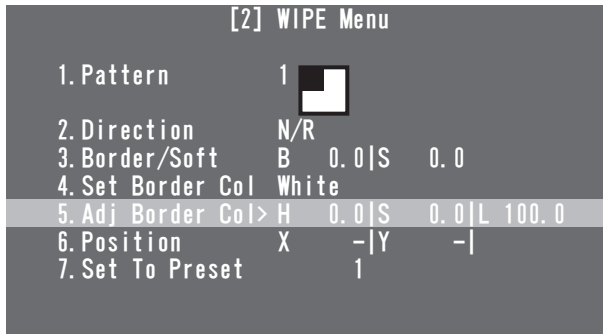 [2] WIPE Menu
1.Pattern 1
2.Direction N/R
3.Border/Soft B 0.0|S 0.0
4.Set Border Col White
5.Adj Border Col> H 0.0|S 0.0|L 100.0
6.Position X -|Y -|
7.Set To Preset 1